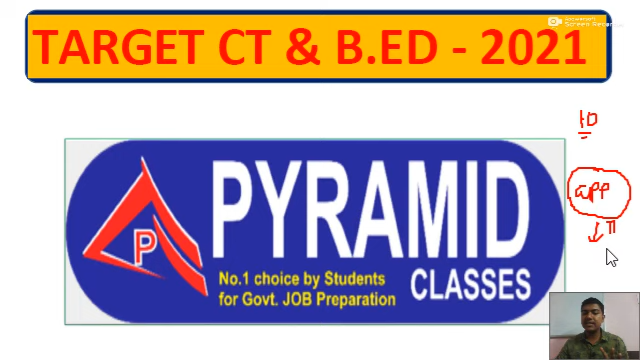 TARGET CT & B.ED - 2021
10
PYRAMID
P
No.1 choice by Students
for Govt. JOB Preparation
CLASSES
app